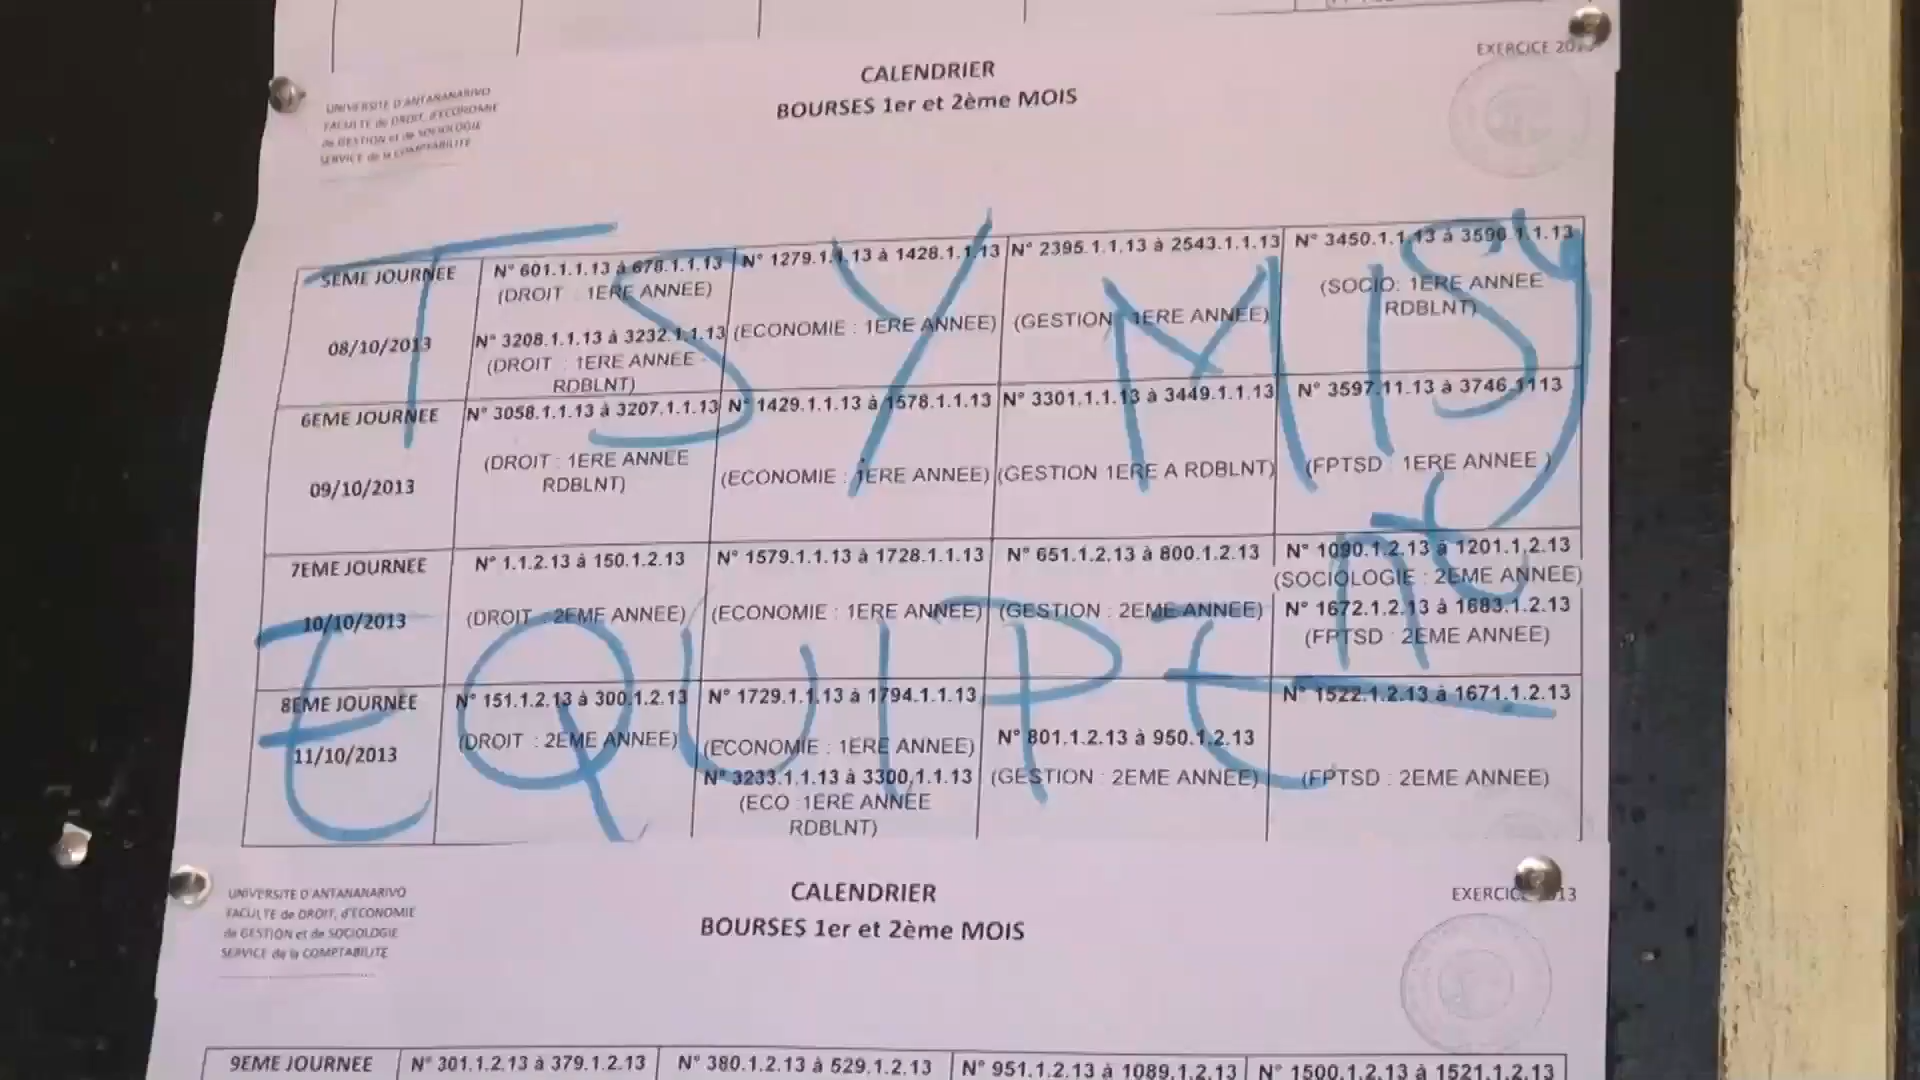 EXERCICE 2013
CALENDRIER
BOURSES 1er et 2ème MOIS
UNIVERSITE D'ANTANANARIVO
FACULTE de DROIT, d'ECONOMIE
de GESTION et de SOCIOLOGIE
SERVICE de la COMPTABILITE
5EME JOURNEE
08/10/2013
N° 601.1.1.13 à 678.1.1.13
(DROIT : 1ERE ANNEE)
N° 3208.1.1.13 à 3232.1.1.13
(DROIT : 1ERE ANNEE -
RDBLNT)
N° 1279.1.1.13 à 1428.1.1.13
(ECONOMIE : 1ERE ANNEE)
N° 2395.1.1.13 à 2543.1.1.13
(GESTION 1ERE ANNEE)
N° 3450.1.1.13 à 3596 1.1.13
(SOCIO: 1ERE ANNEE
RDBLNT)
6EME JOURNEE
09/10/2013
N° 3058.1.1.13 à 3207.1.1.13
(DROIT : 1ERE ANNEE
RDBLNT)
N° 1429.1.1.13 à 1578.1.1.13
(ECONOMIE : 1ERE ANNEE)
N° 3301.1.1.13 à 3449.1.1.13
(GESTION 1ERE A RDBLNT)
N° 3597.11.13 à 3746.1113
(FPTSD : 1ERE ANNEE )
7EME JOURNEE
10/10/2013
N° 1.1.2.13 à 150.1.2.13
(DROIT : 2EME ANNEE)
N° 1579.1.1.13 à 1728.1.1.13
(ECONOMIE : 1ERE ANNEE)
N° 651.1.2.13 à 800.1.2.13
(GESTION : 2EME ANNEE)
N° 1090.1.2.13 à 1201.1.2.13
(SOCIOLOGIE : 2EME ANNEE)
N° 1672.1.2.13 à 1683.1.2.13
(FPTSD : 2EME ANNEE)
8EME JOURNEE
11/10/2013
N° 151.1.2.13 à 300.1.2.13
(DROIT : 2EME ANNEE)
N° 1729.1.1.13 à 1794.1.1.13
(ECONOMIE : 1ERE ANNEE)
N° 3233.1.1.13 à 3300.1.1.13
(ECO :1ERE ANNEE
RDBLNT)
N° 801.1.2.13 à 950.1.2.13
(GESTION : 2EME ANNEE)
N° 1522.1.2.13 à 1671.1.2.13
(FPTSD : 2EME ANNEE)
TSY MISY
EQUIPE
UNIVERSITE D'ANTANANARIVO
FACULTE de DROIT, d'ECONOMIE
de GESTION et de SOCIOLOGIE
SERVICE de la COMPTABILITE
CALENDRIER
BOURSES 1er et 2ème MOIS
EXERCICE 2013
9EME JOURNEE
N° 301.1.2.13 à 379.1.2.13
N° 380.1.2.13 à 529.1.2.13
N° 951.1.2.13 à 1089.1.2.13
N° 1500.1.2.13 à 1521.1.2.13